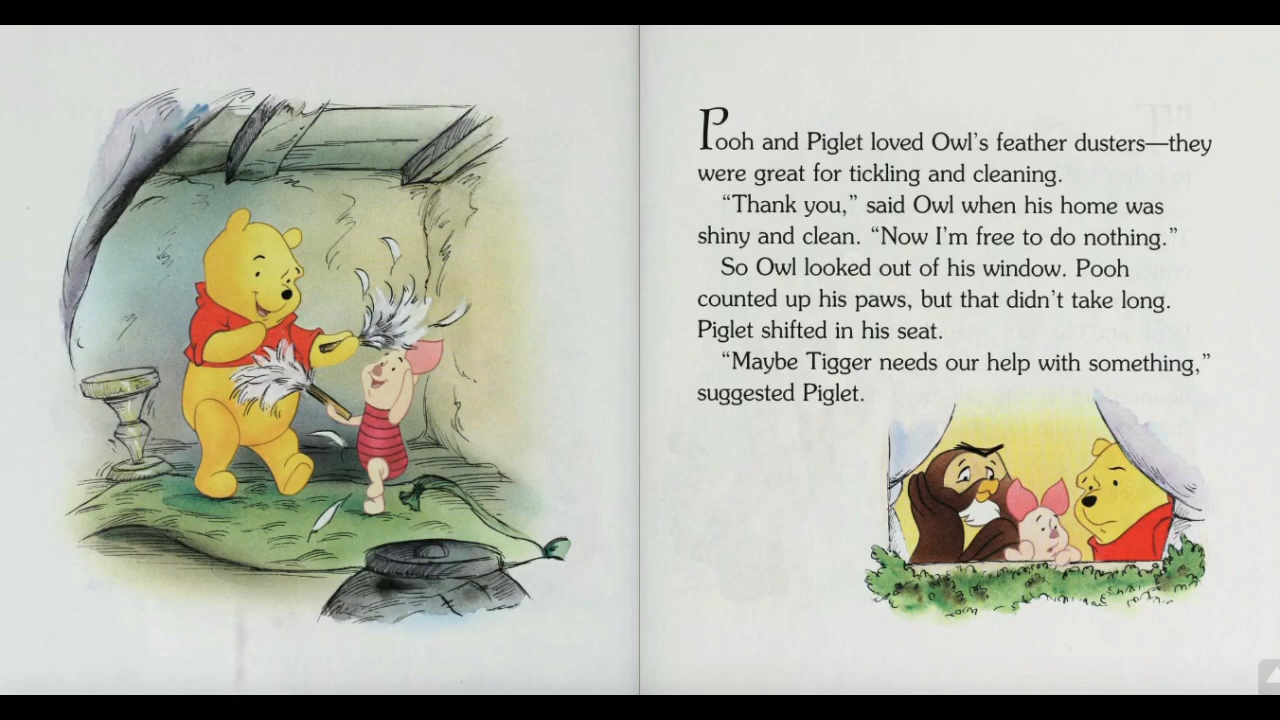 Pooh and Piglet loved Owl's feather dusters—they
were great for tickling and cleaning.
“Thank you,” said Owl when his home was
shiny and clean. “Now I'm free to do nothing.”
So Owl looked out of his window. Pooh
counted up his paws, but that didn't take long.
Piglet shifted in his seat.
“Maybe Tigger needs our help with something,”
suggested Piglet.